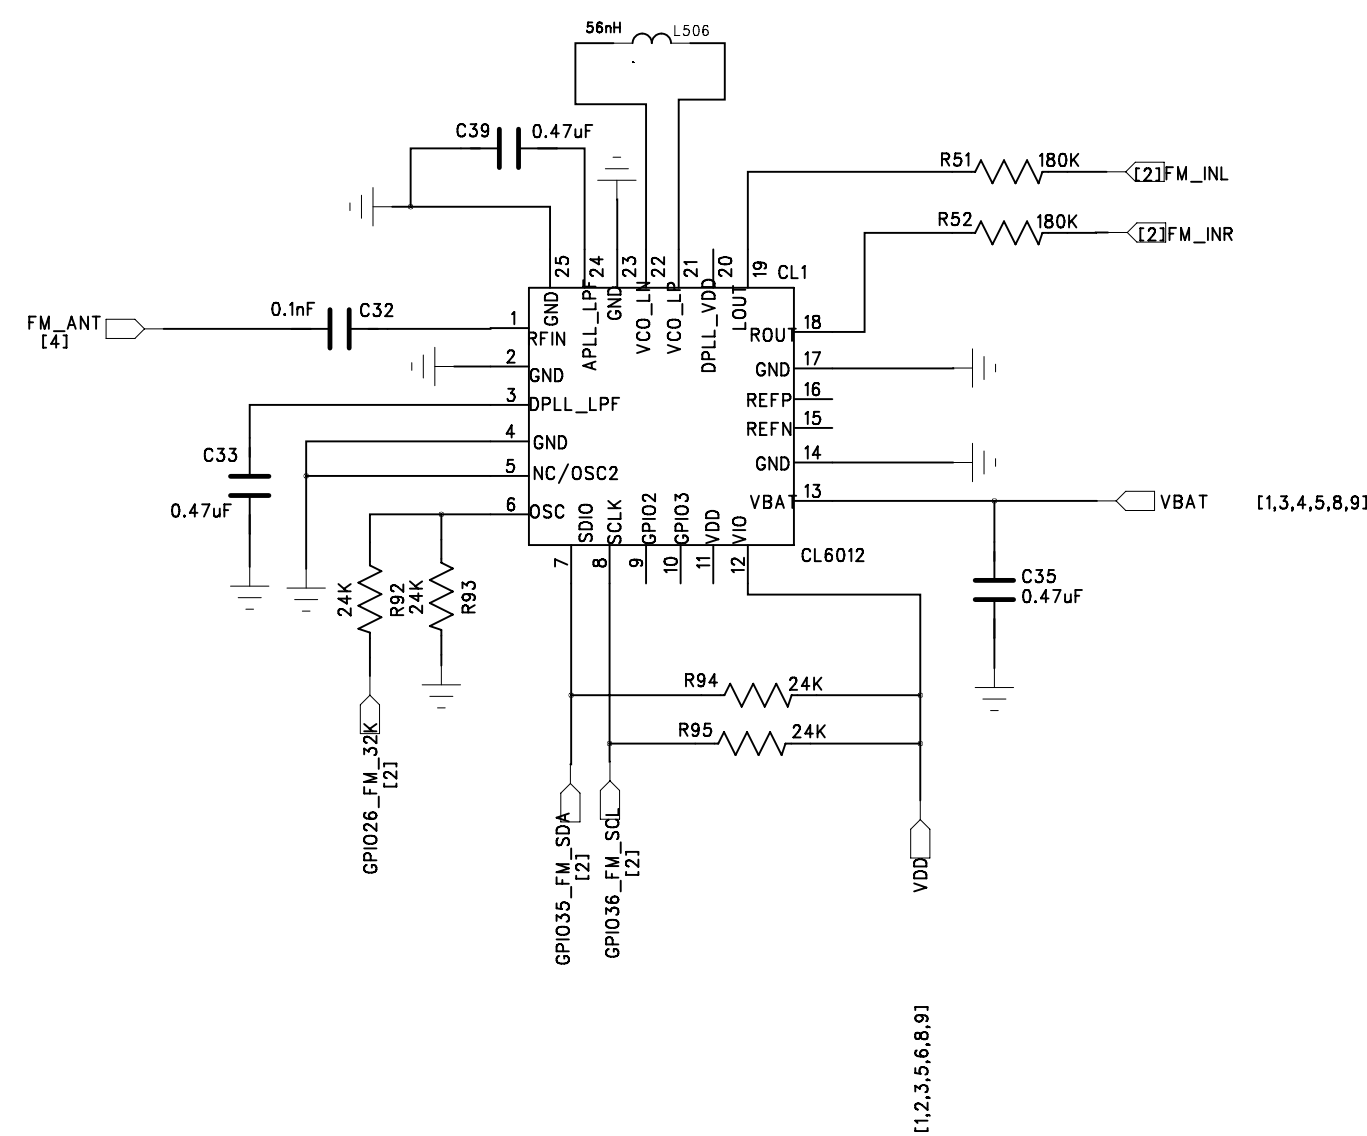 56nH L506
C39 0.47uF
R51 180K [2]FM_INL
R52 180K [2]FM_INR
25 24 23 22 21 20 19 CL1
GND APLL_LPF GND VCO_LN VCO_LP DPLL_VDD LOUT
0.1nF C32
FM_ANT
[4]
1 RFIN
2 GND
3 DPLL_LPF
4 GND
5 NC/OSC2
6 OSC
ROUT 18
GND 17
REFP 16
REFN 15
GND 14
VBAT 13
VBAT [1,3,4,5,8,9]
C33
0.47uF
SDIO SCLK GPIO2 GPIO3 VDD VIO
7 8 9 10 11 12
CL6012
C35
0.47uF
24K R92 24K R93
R94 24K
R95 24K
GPIO26_FM_32K
[2]
GPIO35_FM_SDA
[2]
GPIO36_FM_SCL
[2]
VDD
[1,2,3,5,6,8,9]